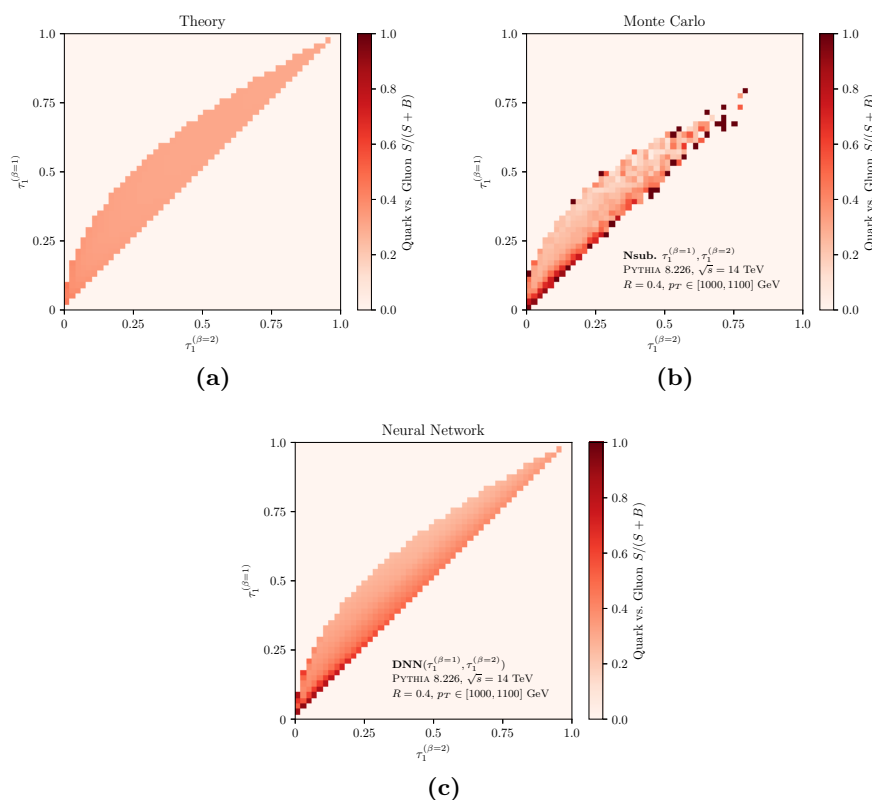 Theory
1.0
0.75
0.5
0.25
0
0
0.25
0.5
0.75
1.0
τ₁^(β=1)
τ₁^(β=2)
1.0
0.8
0.6
0.4
0.2
0.0
Quark vs. Gluon S/(S + B)
(a)
Monte Carlo
1.0
0.75
0.5
0.25
0
0
0.25
0.5
0.75
1.0
τ₁^(β=1)
τ₁^(β=2)
Nsub. τ₁^(β=1), τ₁^(β=2)
PYTHIA 8.226, √s = 14 TeV
R = 0.4, p_T ∈ [1000, 1100] GeV
1.0
0.8
0.6
0.4
0.2
0.0
Quark vs. Gluon S/(S + B)
(b)
Neural Network
1.0
0.75
0.5
0.25
0
0
0.25
0.5
0.75
1.0
τ₁^(β=1)
τ₁^(β=2)
DNN(τ₁^(β=1), τ₁^(β=2))
PYTHIA 8.226, √s = 14 TeV
R = 0.4, p_T ∈ [1000, 1100] GeV
1.0
0.8
0.6
0.4
0.2
0.0
Quark vs. Gluon S/(S + B)
(c)